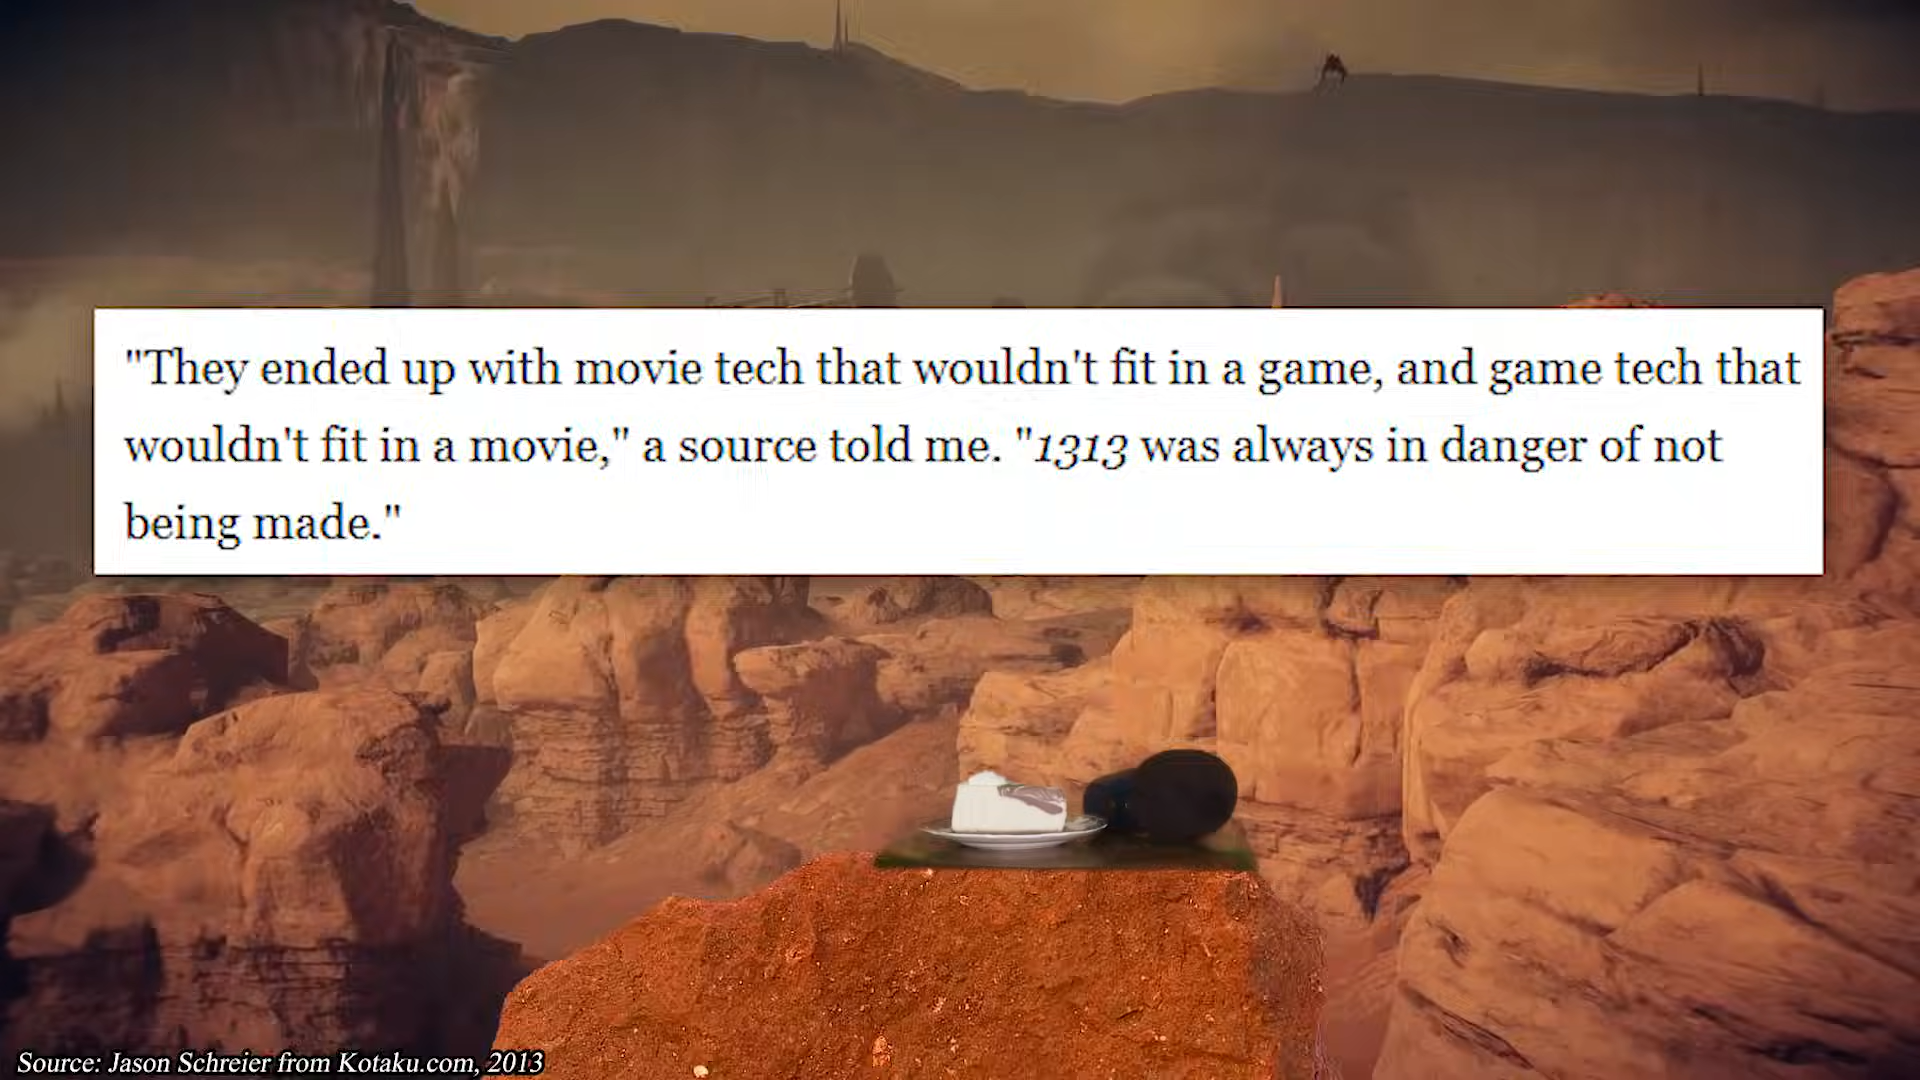 "They ended up with movie tech that wouldn't fit in a game, and game tech that
wouldn't fit in a movie," a source told me. "1313 was always in danger of not
being made."
Source: Jason Schreier from Kotaku.com, 2013